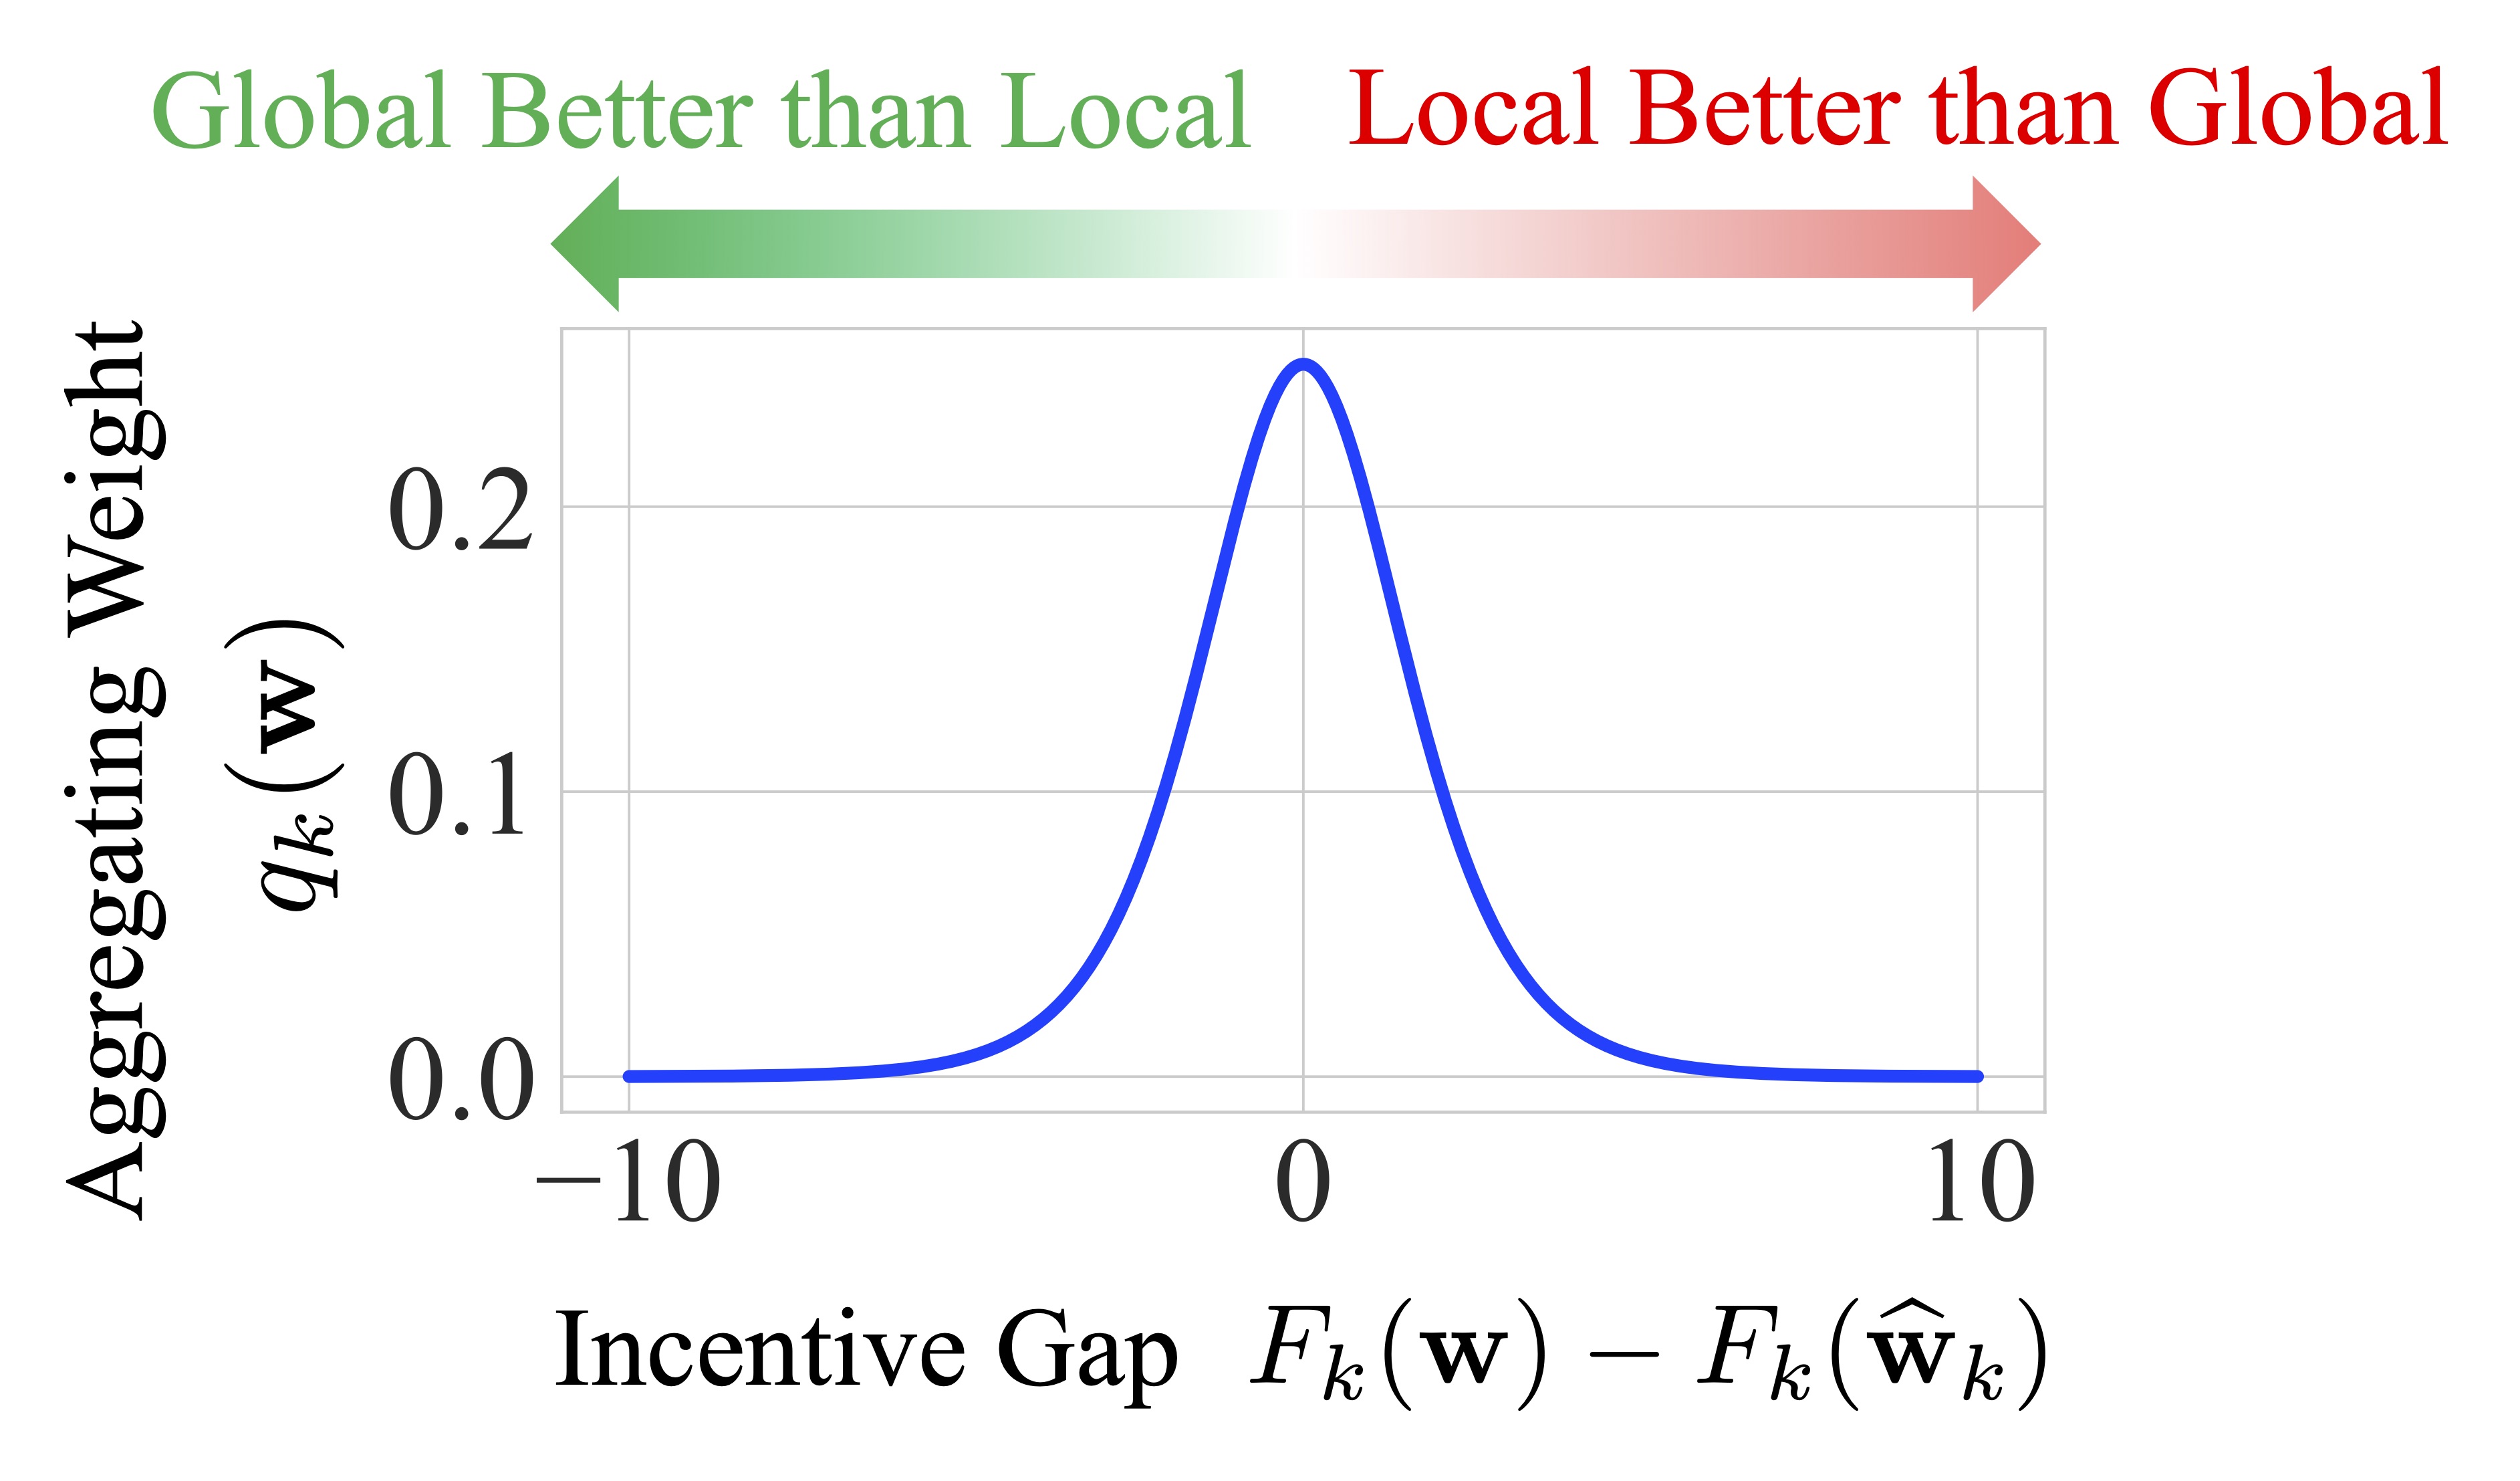 Global Better than Local Local Better than Global
Aggregating Weight
qₖ(w)
0.2
0.1
0.0
−10 0 10
Incentive Gap Fₖ(w) − Fₖ(ŵₖ)